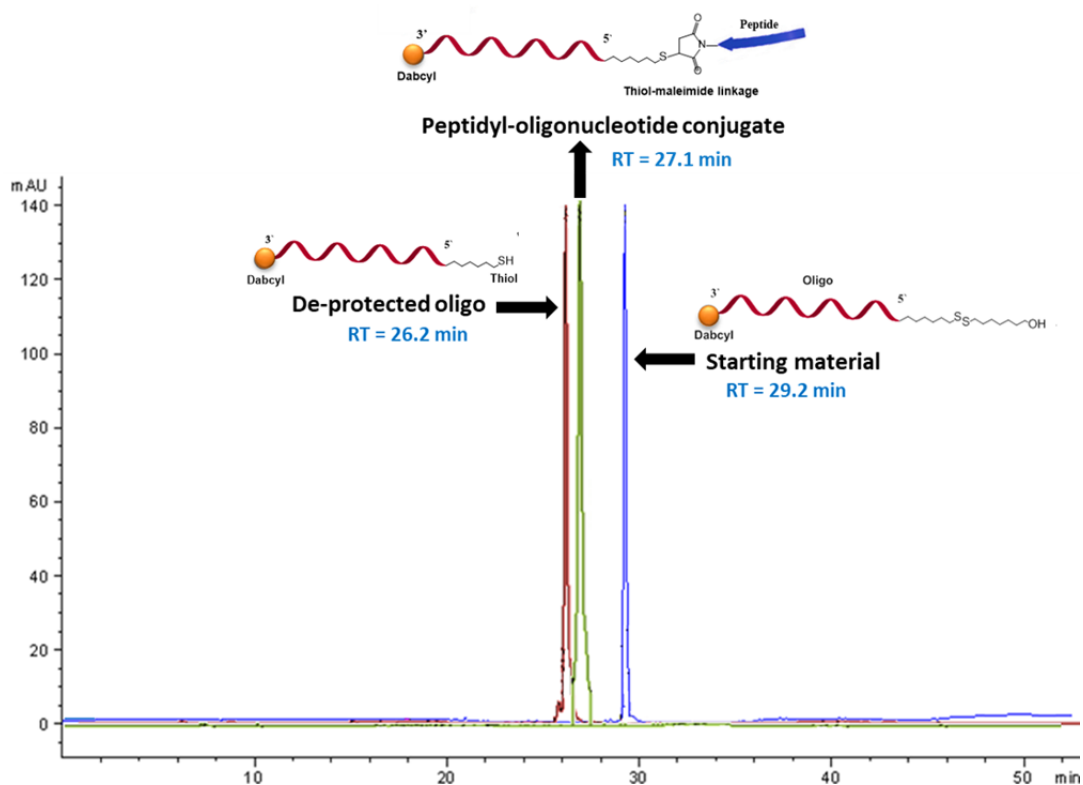 O
3'
5'
S
N
Peptide
O
Dabcyl
Thiol-maleimide linkage
Peptidyl-oligonucleotide conjugate
RT = 27.1 min
mAU
140
3`
5`
SH
Thiol
Dabcyl
De-protected oligo
RT = 26.2 min
120
Oligo
3`
5`
S
S
OH
Dabcyl
Starting material
RT = 29.2 min
100
80
60
40
20
0
10
20
30
40
50
min